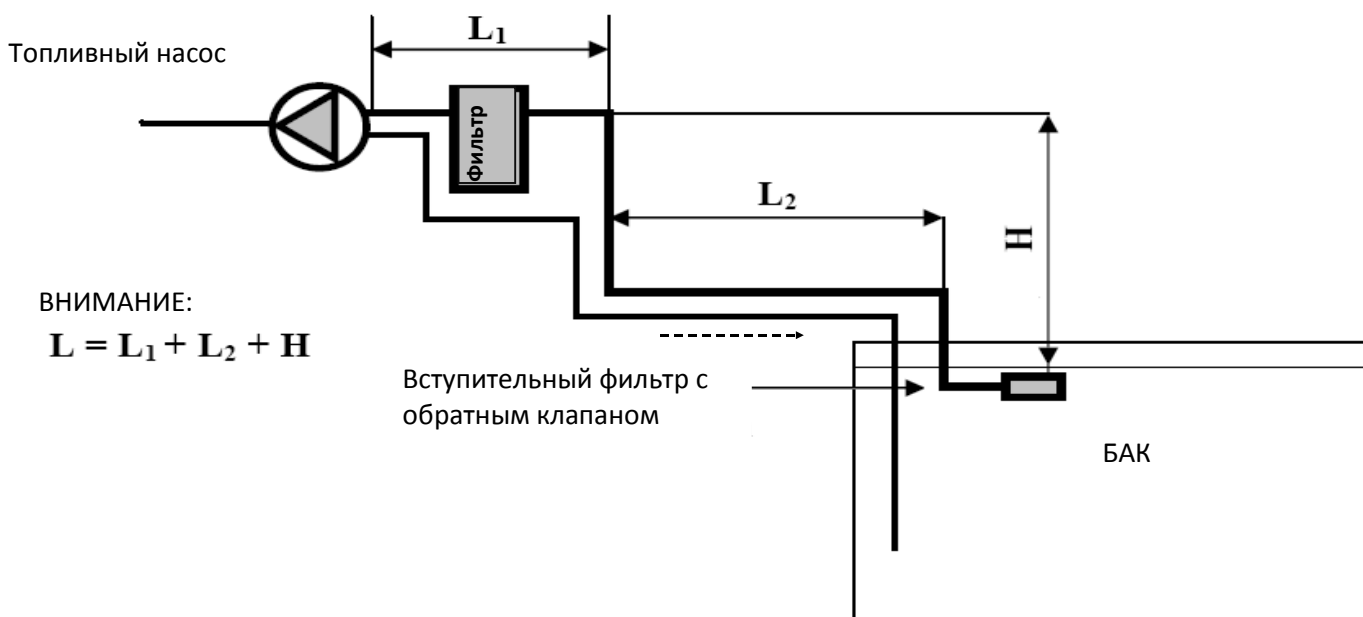 L₁
Топливный насос
Фильтр
L₂
H
ВНИМАНИЕ:
L = L₁ + L₂ + H
Вступительный фильтр с
обратным клапаном
БАК